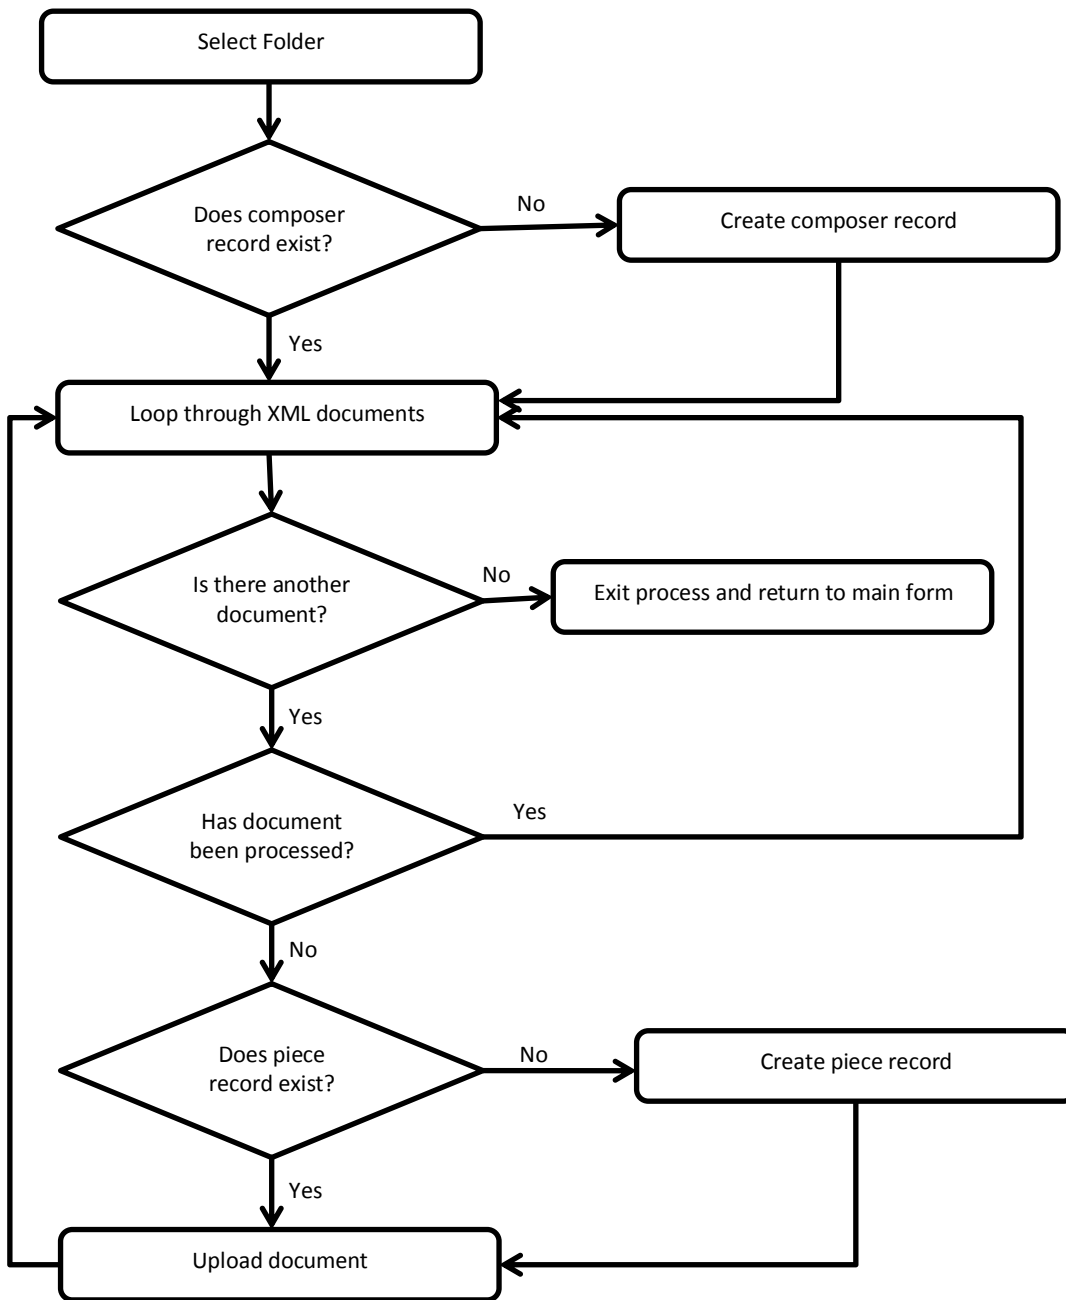 Select Folder
Does composer
record exist?
No
Create composer record
Yes
Loop through XML documents
Is there another
document?
No
Exit process and return to main form
Yes
Has document
been processed?
Yes
No
Does piece
record exist?
No
Create piece record
Yes
Upload document